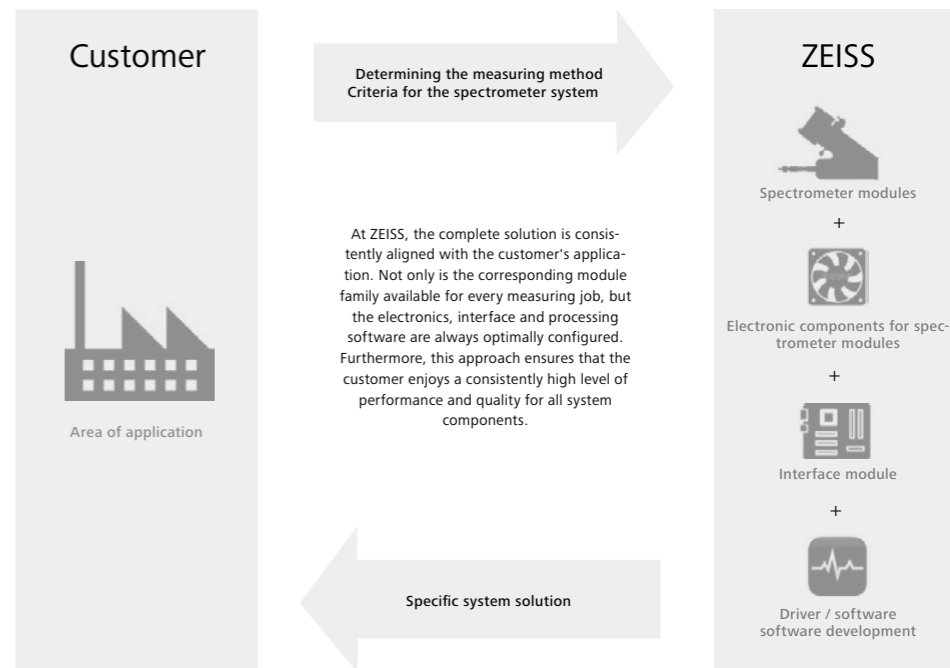 Customer
Area of application
Determining the measuring method
Criteria for the spectrometer system
At ZEISS, the complete solution is consis-
tently aligned with the customer's applica-
tion. Not only is the corresponding module
family available for every measuring job, but
the electronics, interface and processing
software are always optimally configured.
Furthermore, this approach ensures that the
customer enjoys a consistently high level of
performance and quality for all system
components.
Specific system solution
ZEISS
Spectrometer modules
+
Electronic components for spec-
trometer modules
+
Interface module
+
Driver / software
software development